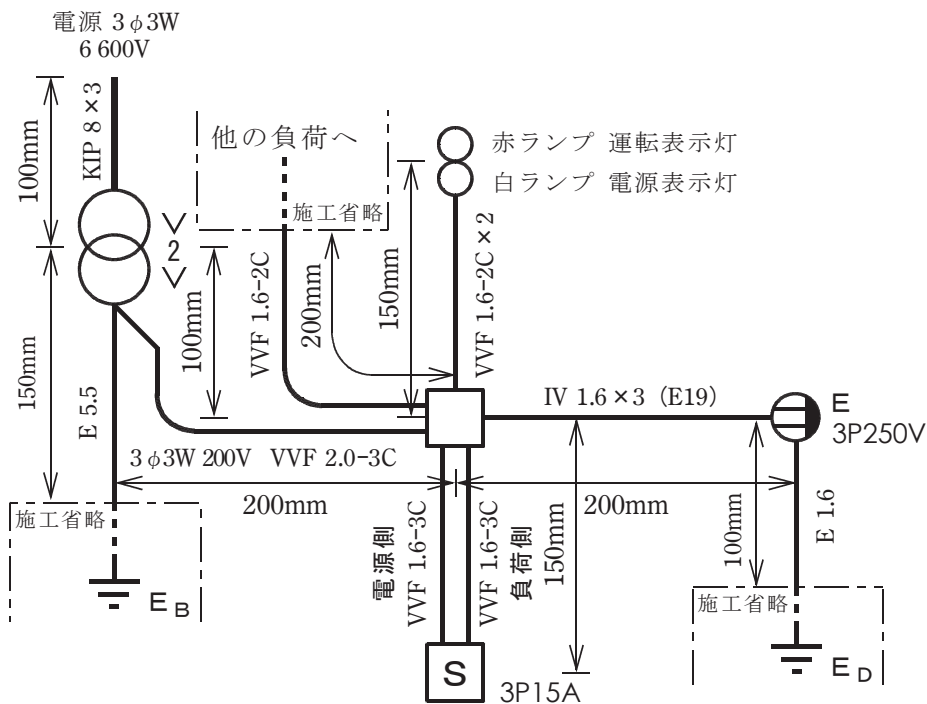 電源 3φ3W
6 600V
KIP 8×3
100mm
2
150mm
E 5.5
施工省略
E B
他の負荷へ
施工省略
VVF 1.6-2C
100mm
200mm
150mm
赤ランプ 運転表示灯
白ランプ 電源表示灯
VVF 1.6-2C×2
3φ3W 200V VVF 2.0-3C
200mm
IV 1.6×3 (E19)
E
3P250V
200mm
電源側
VVF 1.6-3C
VVF 1.6-3C
負荷側
150mm
S
3P15A
100mm
E 1.6
施工省略
E D